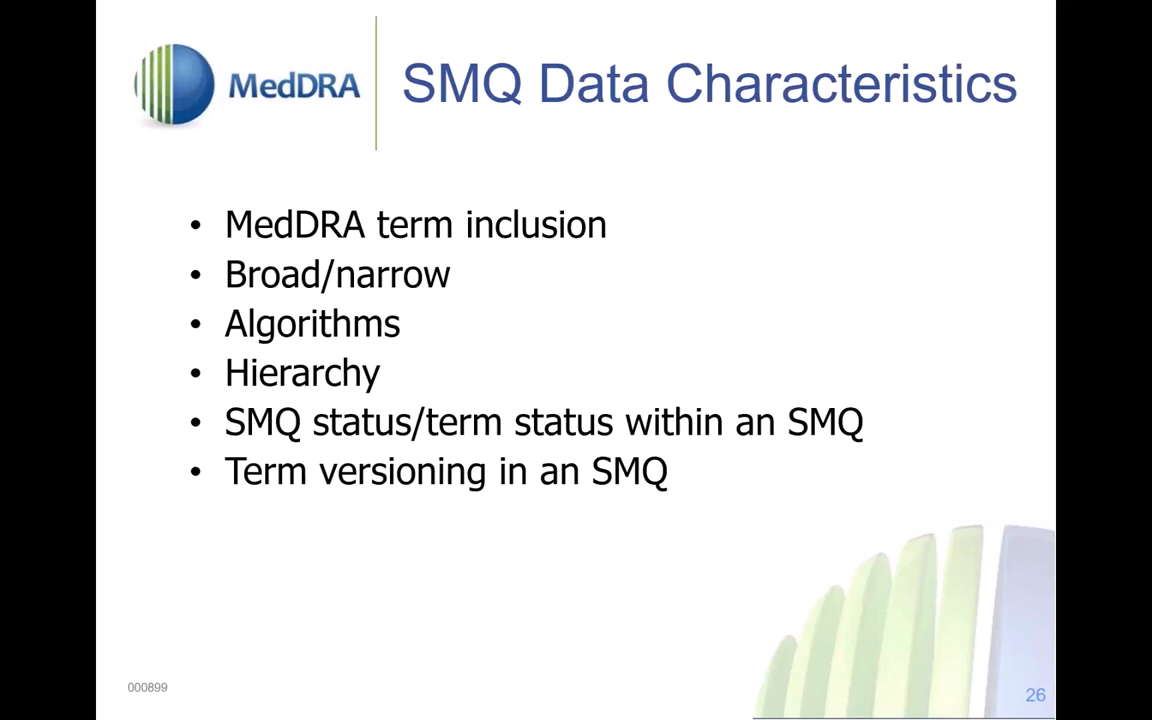 MedDRA
SMQ Data Characteristics
• MedDRA term inclusion
• Broad/narrow
• Algorithms
• Hierarchy
• SMQ status/term status within an SMQ
• Term versioning in an SMQ
000899
26